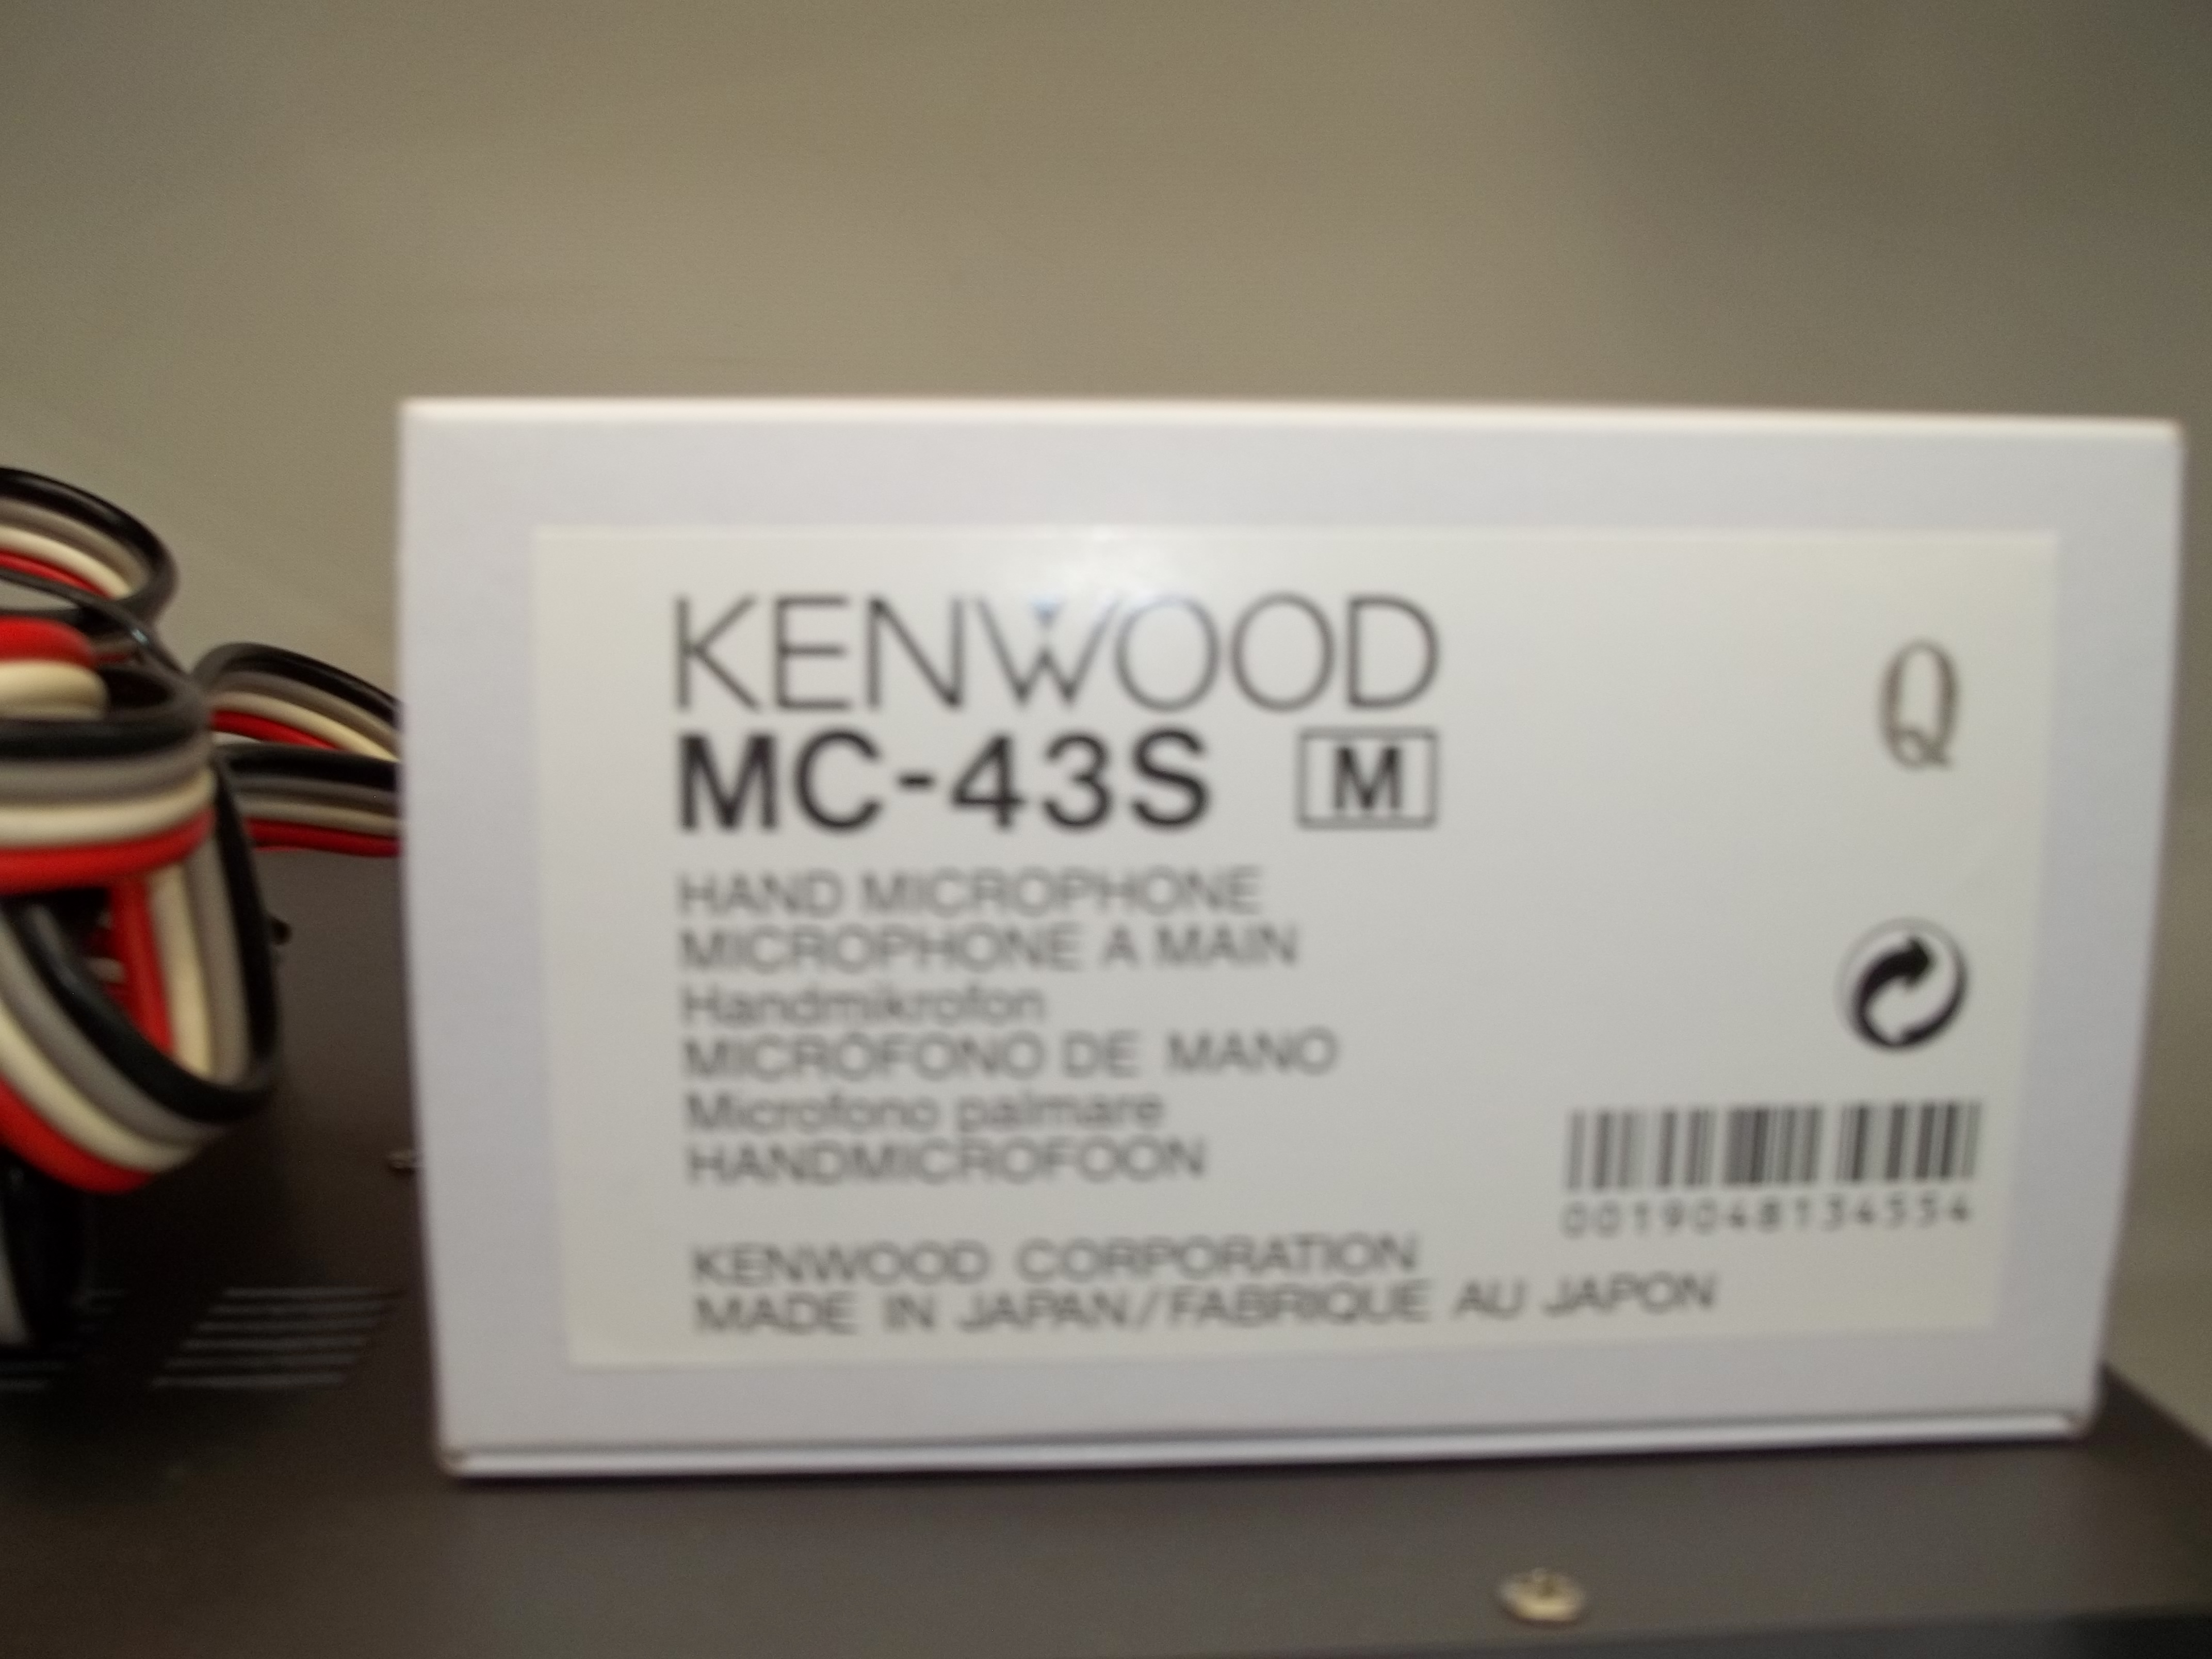 KENWOOD
Q
MC-43S M
HAND MICROPHONE
MICROPHONE A MAIN
Handmikrofon
MICRÓFONO DE MANO
Microfono palmare
HANDMICROFOON
0019048134554
KENWOOD CORPORATION
MADE IN JAPAN/FABRIQUE AU JAPON